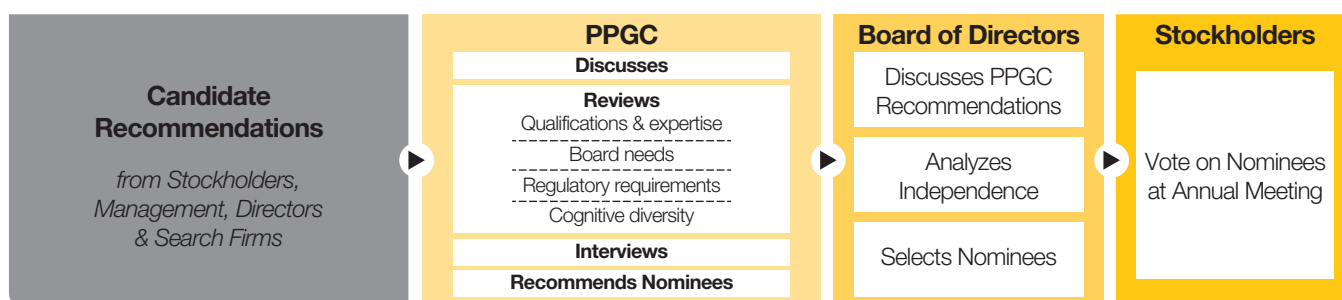 Candidate
Recommendations
from Stockholders,
Management, Directors
& Search Firms
PPGC
Discusses
Reviews
Qualifications & expertise
Board needs
Regulatory requirements
Cognitive diversity
Interviews
Recommends Nominees
Board of Directors
Discusses PPGC
Recommendations
Analyzes
Independence
Selects Nominees
Stockholders
Vote on Nominees
at Annual Meeting